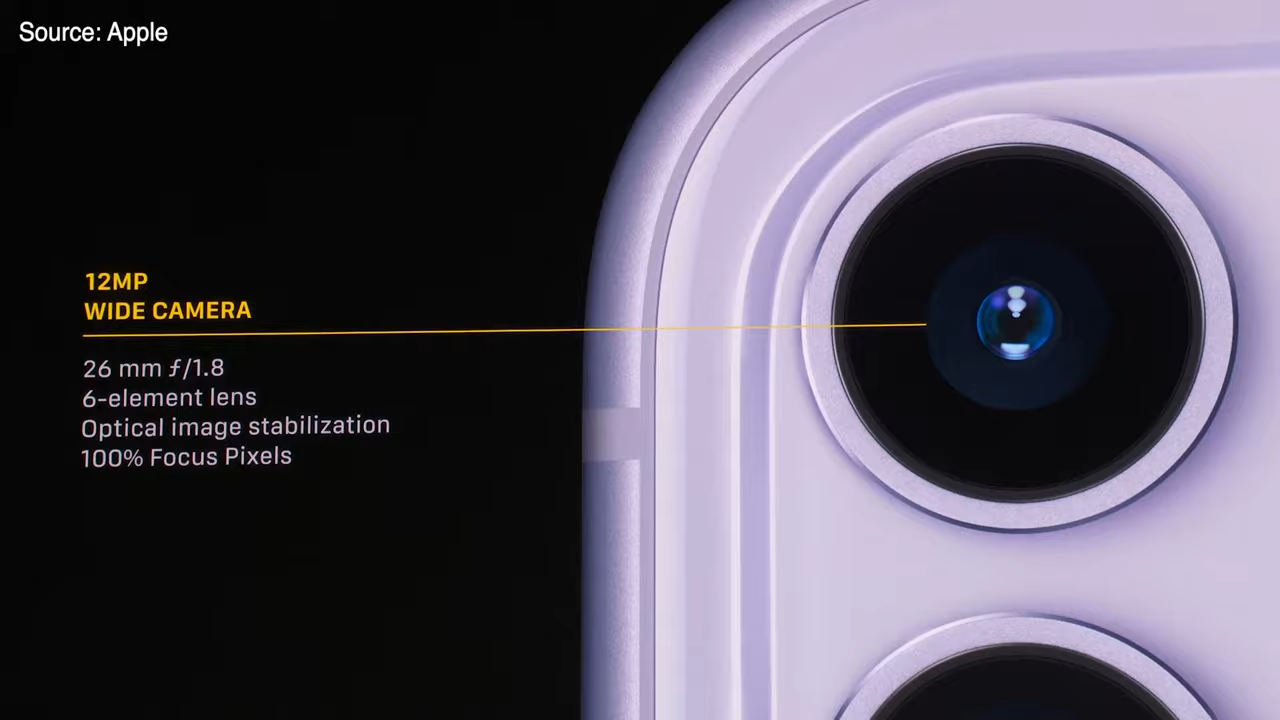 Source: Apple
12MP
WIDE CAMERA
26 mm ƒ/1.8
6-element lens
Optical image stabilization
100% Focus Pixels